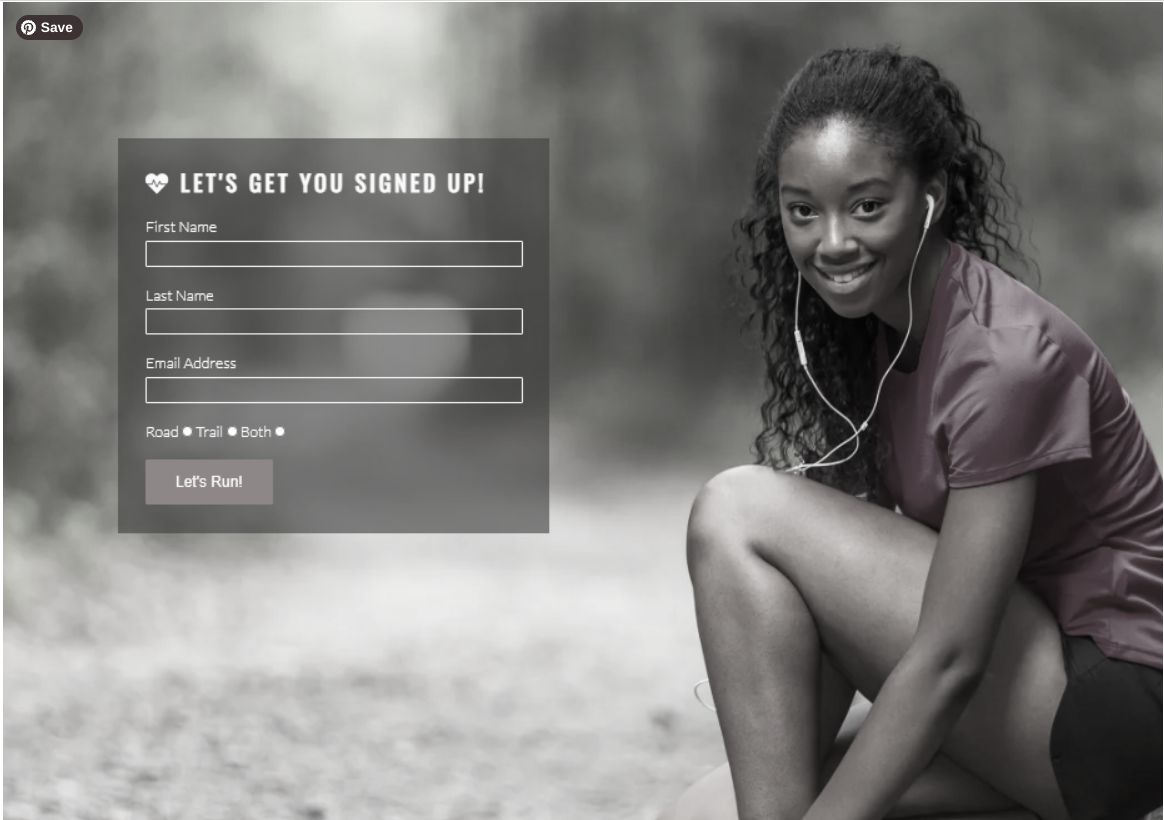 Save
LET'S GET YOU SIGNED UP!
First Name
Last Name
Email Address
Road Trail Both
Let's Run!